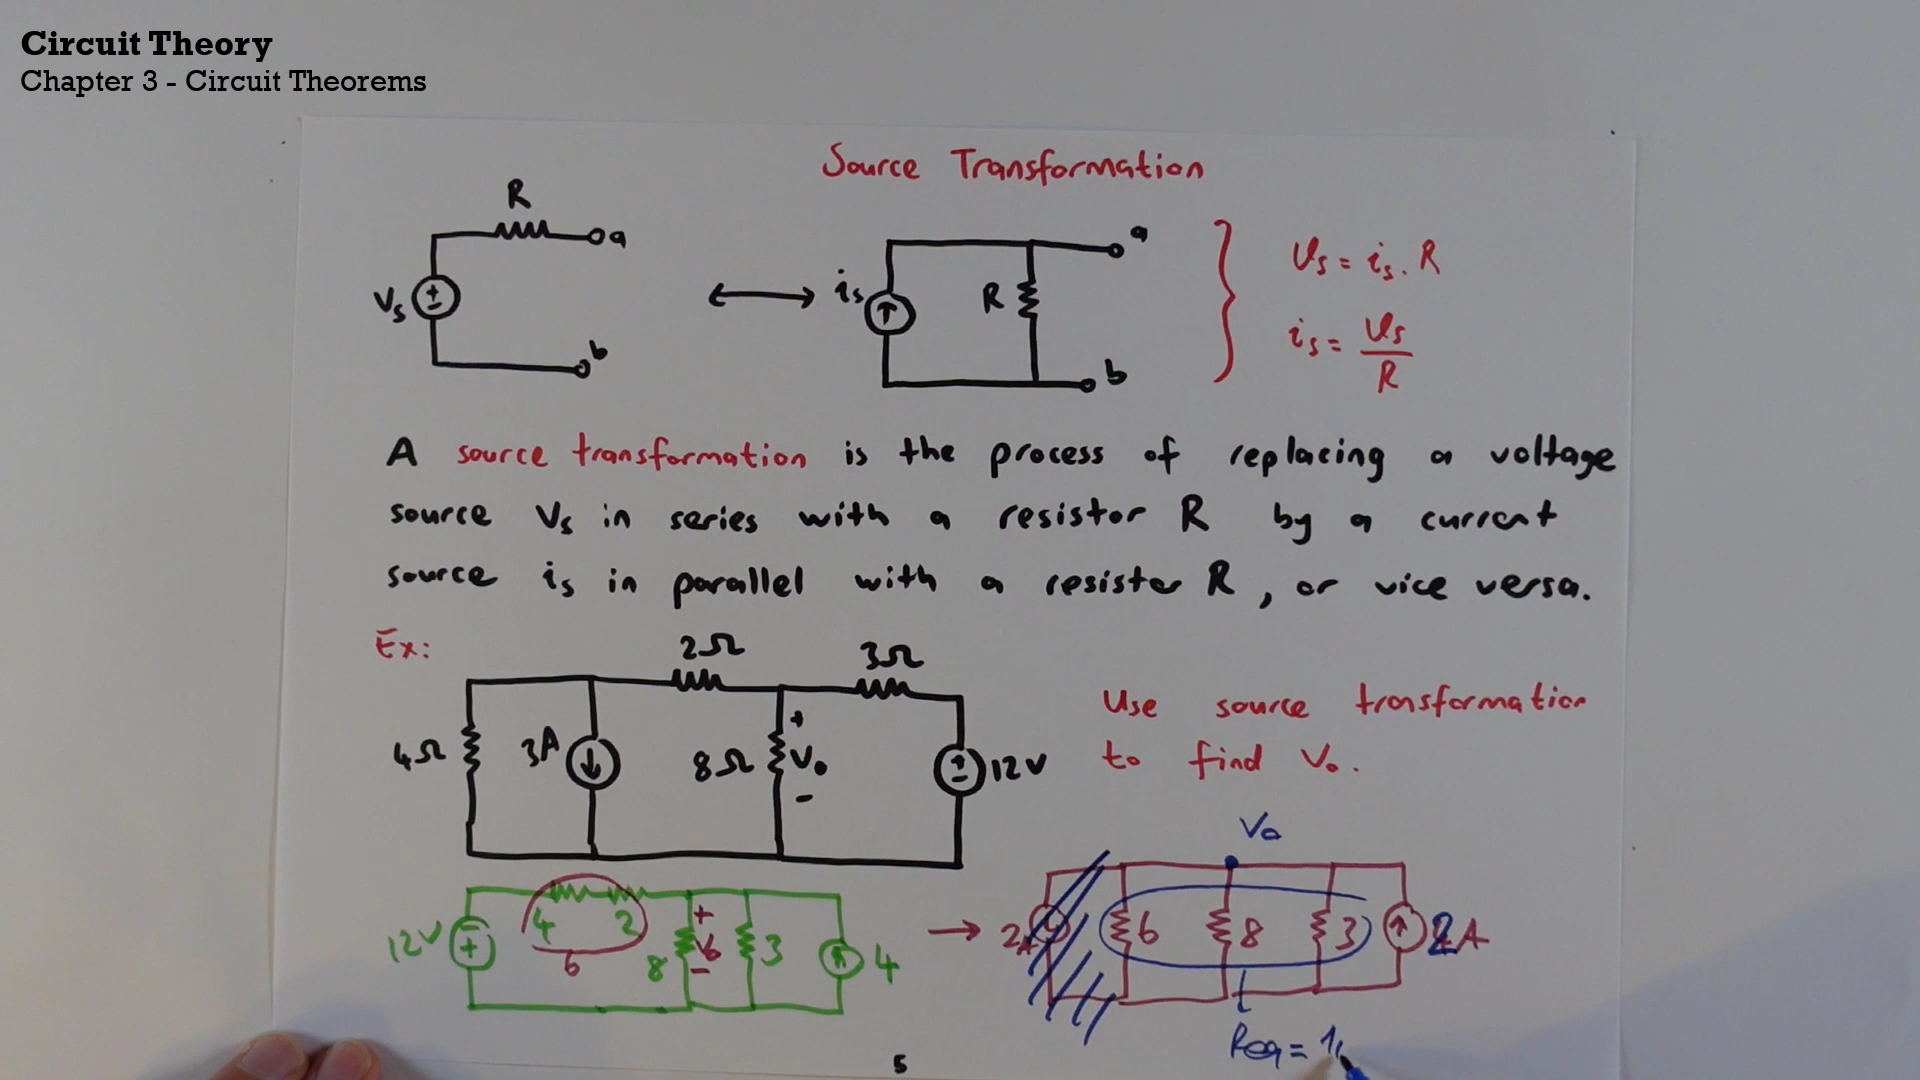 Circuit Theory
Chapter 3 - Circuit Theorems
Source Transformation
R
a
Vs
b
is
R
a
b
Vs = is . R
is = Vs / R
A source transformation is the process of replacing a voltage
source Vs in series with a resistor R by a current
source is in parallel with a resistor R, or vice versa.
Ex:
2Ω
3Ω
4Ω
3A
8Ω
+
Vo
-
12V
Use source transformation
to find Vo.
12V
4
2
6
8
+
Vo
-
3
4
Vo
2A
6
8
3
2A
Req =
5